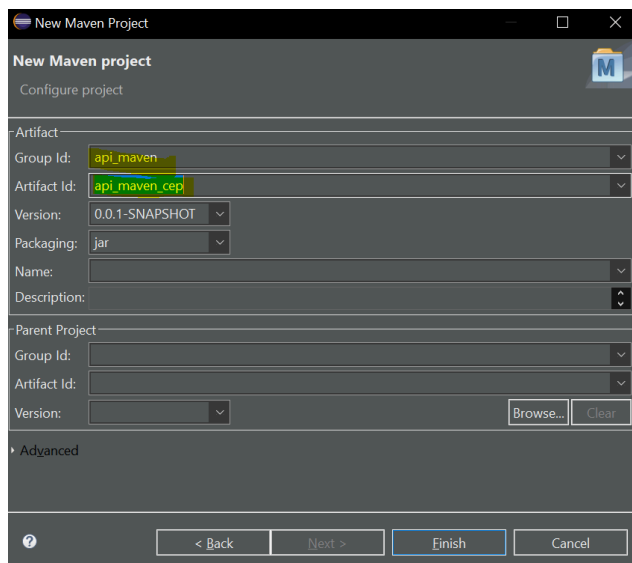 New Maven Project
New Maven project
Configure project
M
Artifact
Group Id: api_maven
Artifact Id: api_maven_cep
Version: 0.0.1-SNAPSHOT
Packaging: jar
Name:
Description:
Parent Project
Group Id:
Artifact Id:
Version: Browse... Clear
Advanced
? < Back Next > Finish Cancel